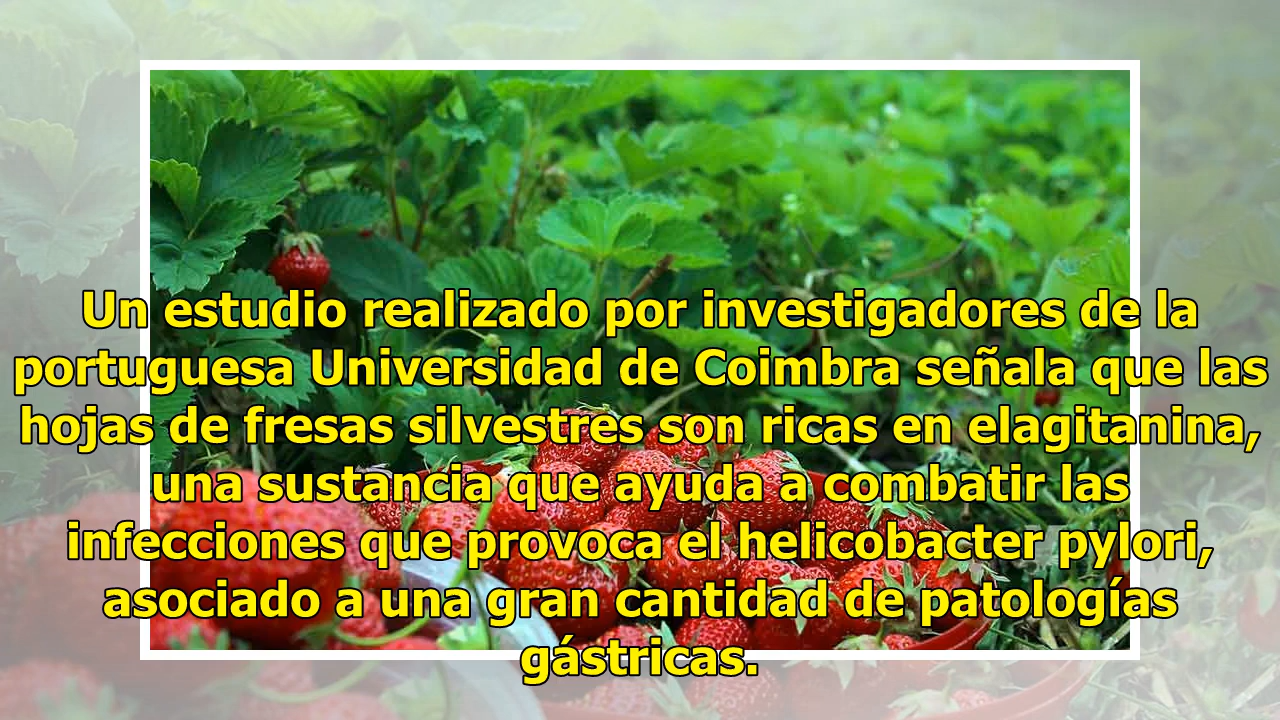 Un estudio realizado por investigadores de la
portuguesa Universidad de Coimbra señala que las
hojas de fresas silvestres son ricas en elagitanina,
una sustancia que ayuda a combatir las
infecciones que provoca el helicobacter pylori,
asociado a una gran cantidad de patologías
gástricas.